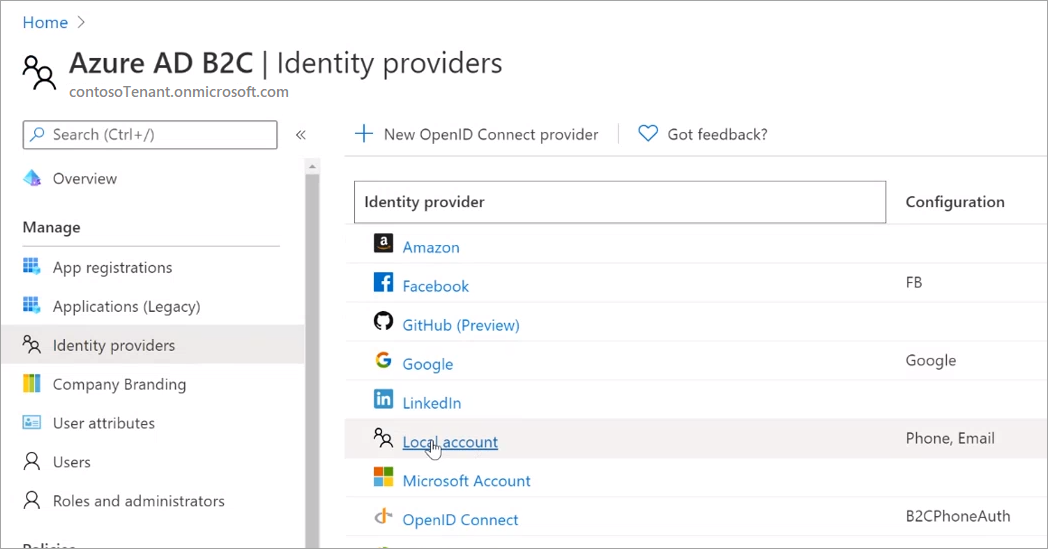 Home
Azure AD B2C | Identity providers
contosoTenant.onmicrosoft.com
Search (Ctrl+/)
«
New OpenID Connect provider
Got feedback?
Overview
Manage
App registrations
Applications (Legacy)
Identity providers
Company Branding
User attributes
Users
Roles and administrators
Policies
Identity provider Configuration
Amazon
Facebook FB
GitHub (Preview)
Google Google
LinkedIn
Local account Phone, Email
Microsoft Account
OpenID Connect B2CPhoneAuth